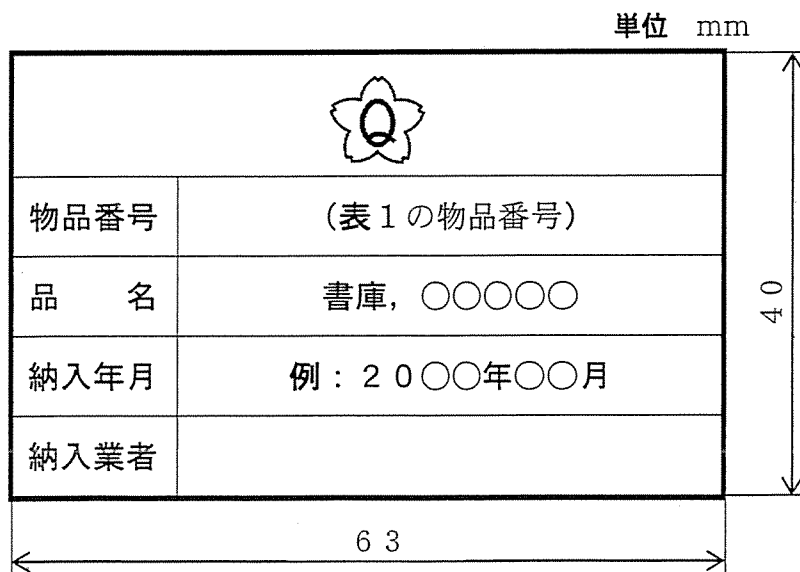 単位　mm
Q
物品番号　(表１の物品番号)
品　　名　書庫，○○○○○
納入年月　例：２０○○年○○月
納入業者
４０
６３